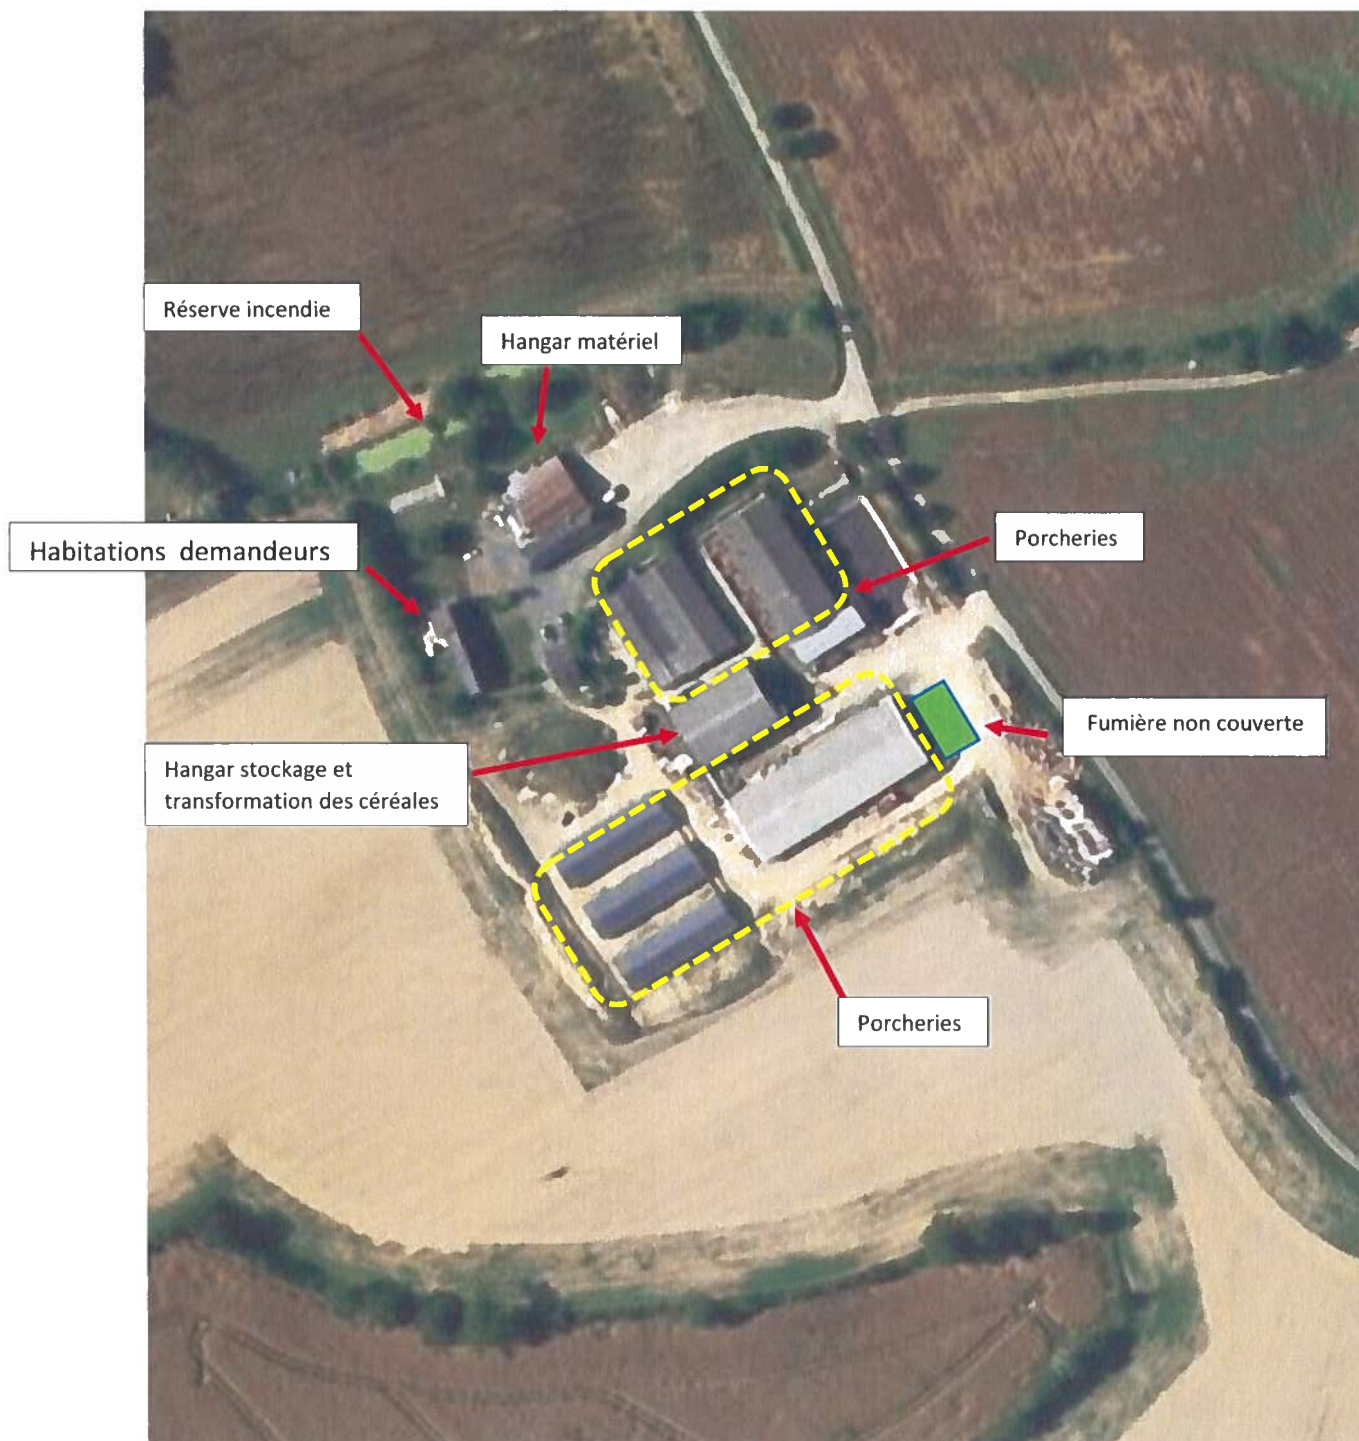 Réserve incendie
Hangar matériel
Porcheries
Habitations demandeurs
Fumière non couverte
Hangar stockage et
transformation des céréales
Porcheries